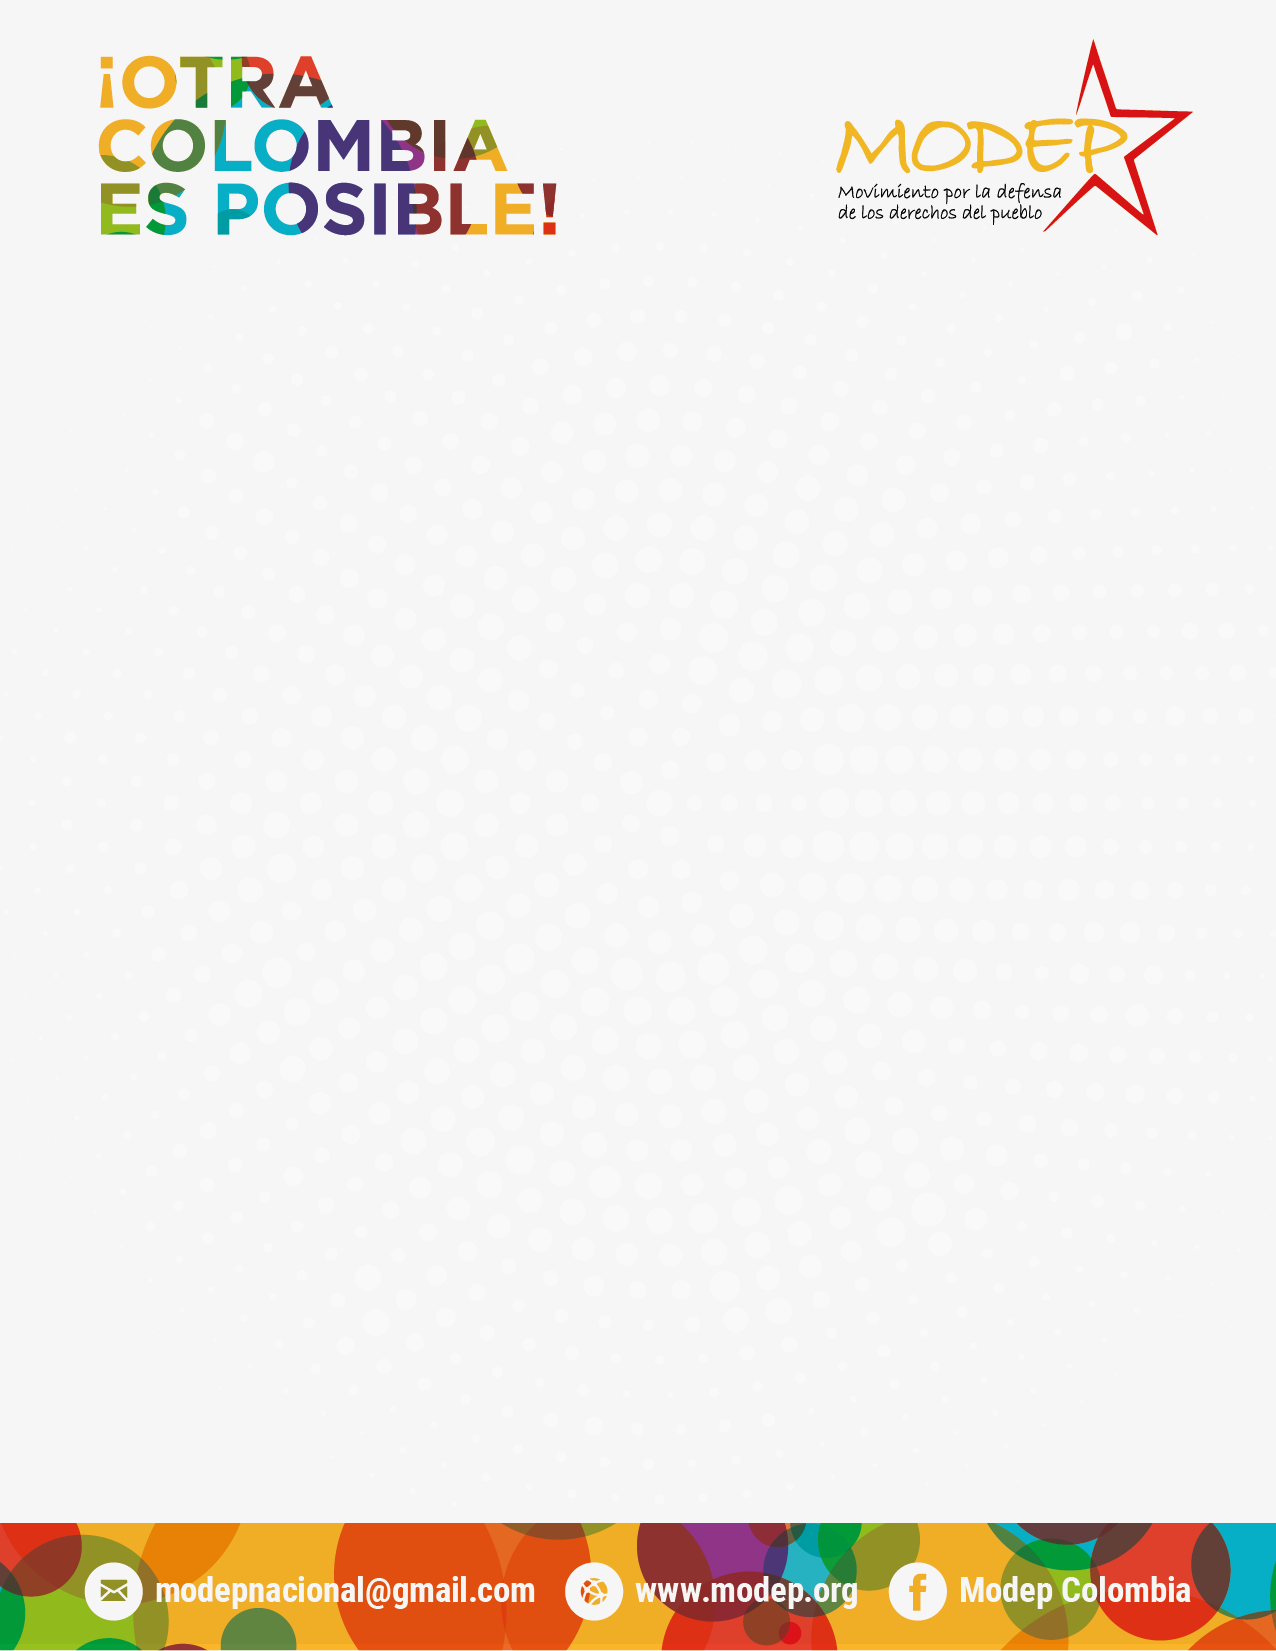 ¡OTRA
COLOMBIA
ES POSIBLE!
MODEP
Movimiento por la defensa
de los derechos del pueblo
modepnacional@gmail.com
www.modep.org
Modep Colombia